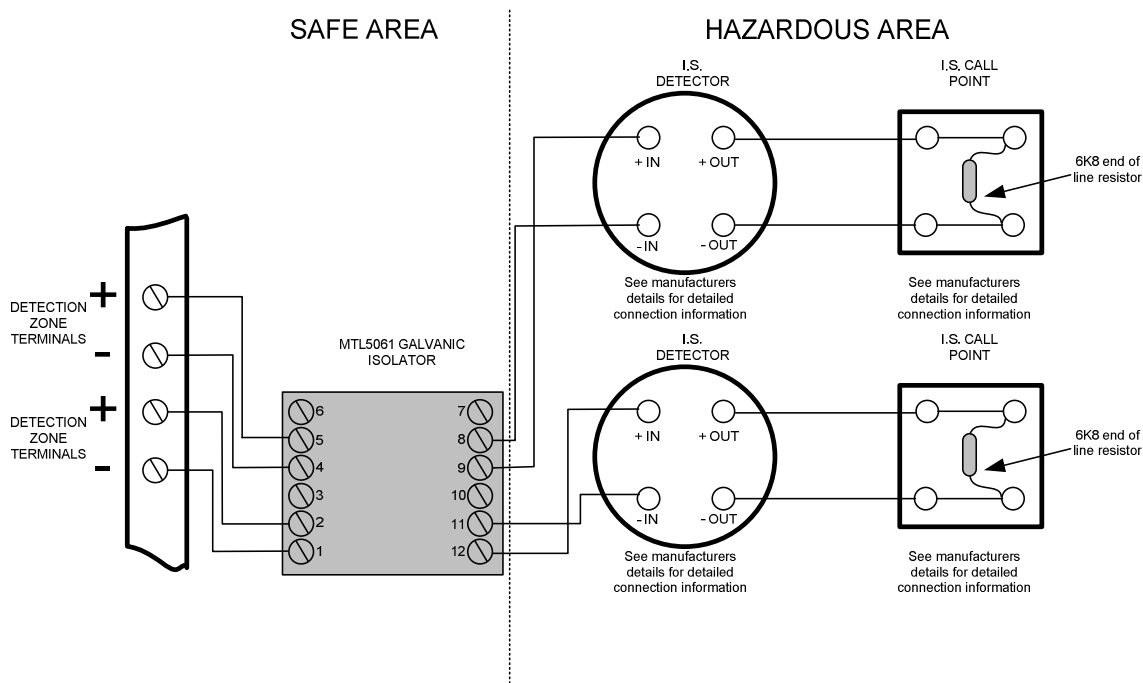 SAFE AREA
HAZARDOUS AREA
I.S.
DETECTOR
I.S. CALL
POINT
+ IN
+ OUT
- IN
- OUT
6K8 end of
line resistor
See manufacturers
details for detailed
connection information
See manufacturers
details for detailed
connection information
+
DETECTION
ZONE
TERMINALS
-
+
DETECTION
ZONE
TERMINALS
-
MTL5061 GALVANIC
ISOLATOR
6
5
4
3
2
1
7
8
9
10
11
12
I.S.
DETECTOR
I.S. CALL
POINT
+ IN
+ OUT
- IN
- OUT
6K8 end of
line resistor
See manufacturers
details for detailed
connection information
See manufacturers
details for detailed
connection information